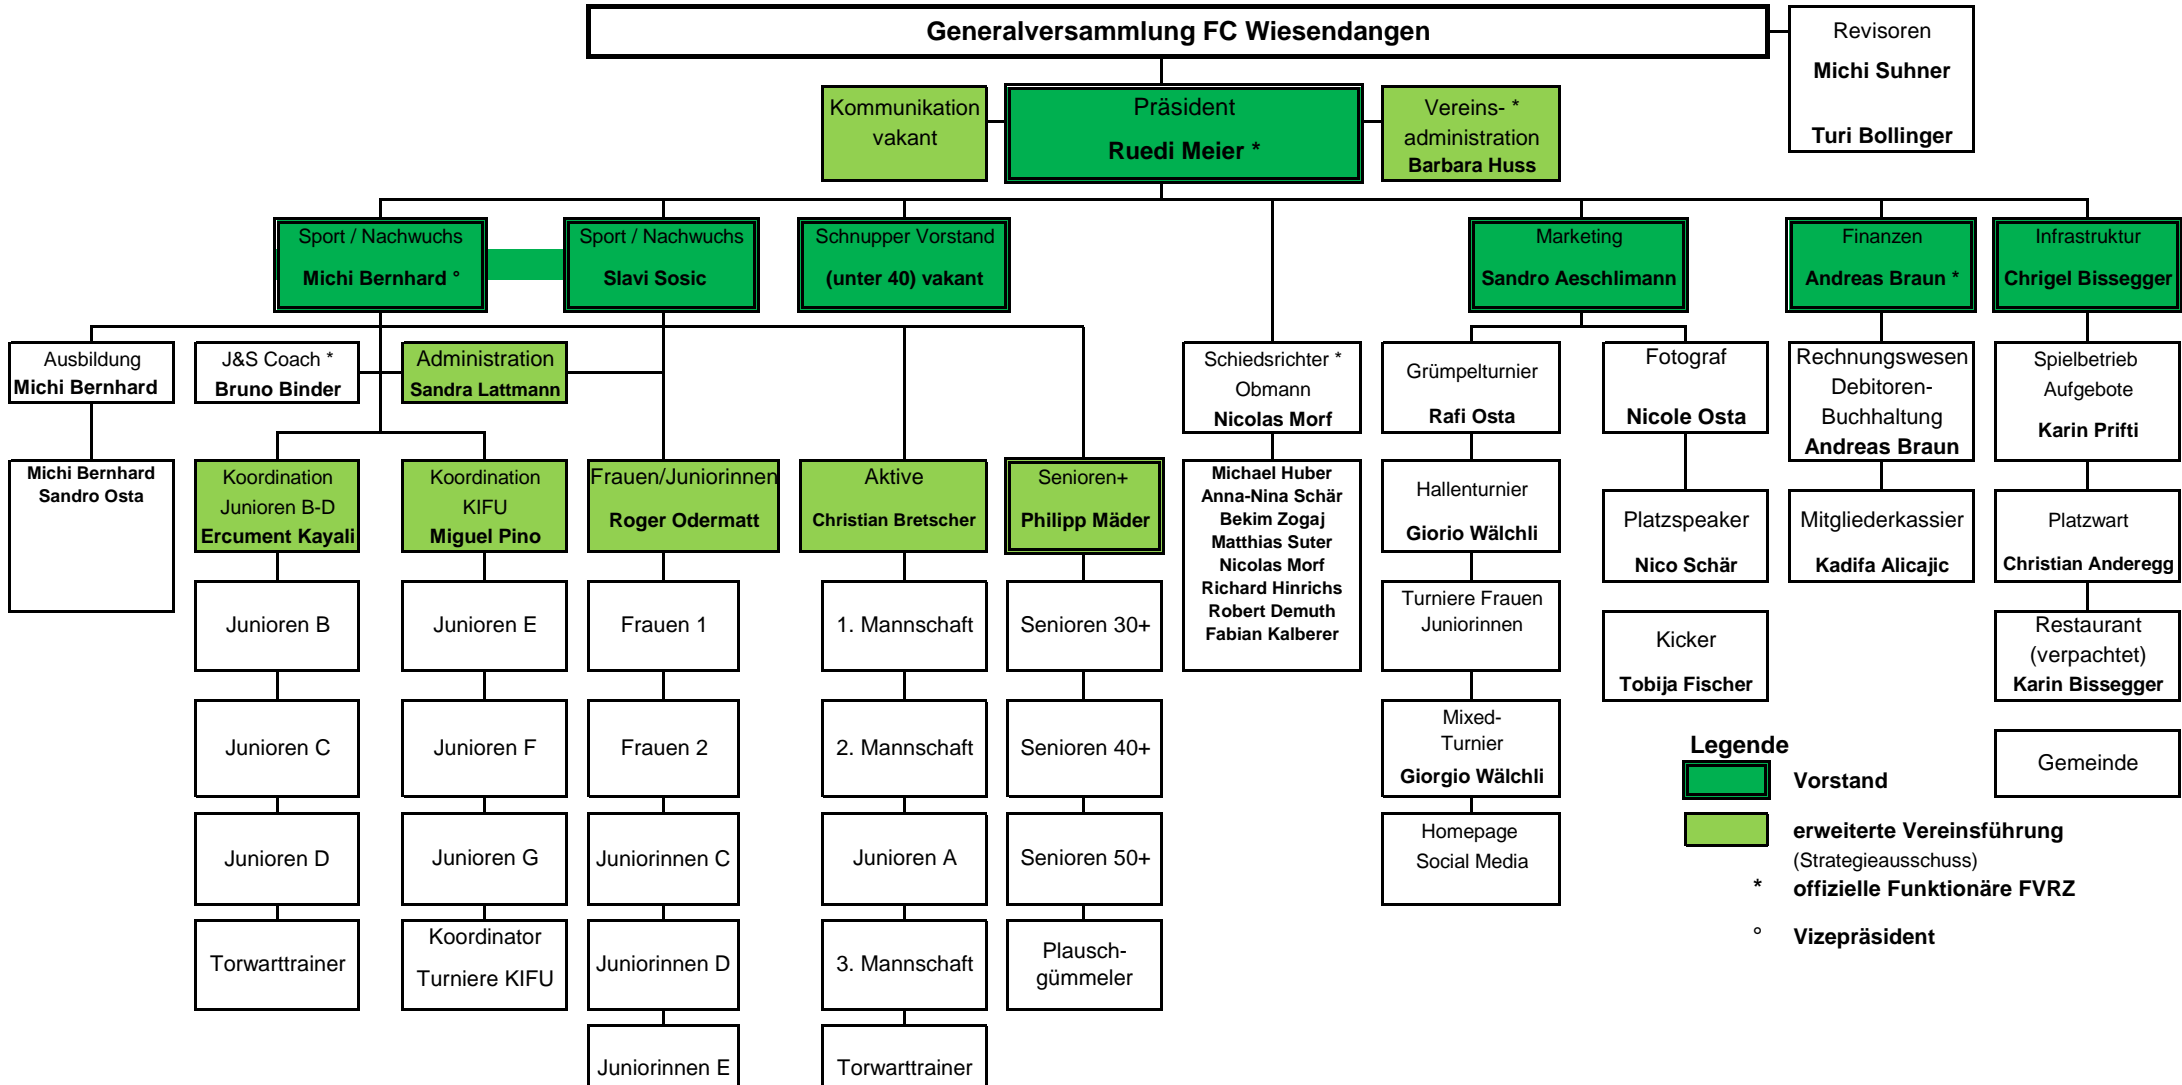 Generalversammlung FC Wiesendangen
Revisoren
Michi Suhner
Turi Bollinger
Kommunikation
vakant
Präsident
Ruedi Meier *
Vereins- *
administration
Barbara Huss
Sport / Nachwuchs
Michi Bernhard °
Sport / Nachwuchs
Slavi Sosic
Schnupper Vorstand
(unter 40) vakant
Marketing
Sandro Aeschlimann
Finanzen
Andreas Braun *
Infrastruktur
Chrigel Bissegger
Ausbildung
Michi Bernhard
J&S Coach *
Bruno Binder
Administration
Sandra Lattmann
Schiedsrichter *
Obmann
Nicolas Morf
Grümpelturnier
Rafi Osta
Fotograf
Nicole Osta
Rechnungswesen
Debitoren-
Buchhaltung
Andreas Braun
Spielbetrieb
Aufgebote
Karin Prifti
Michi Bernhard
Sandro Osta
Koordination
Junioren B-D
Ercument Kayali
Koordination
KIFU
Miguel Pino
Frauen/Juniorinnen
Roger Odermatt
Aktive
Christian Bretscher
Senioren+
Philipp Mäder
Michael Huber
Anna-Nina Schär
Bekim Zogaj
Matthias Suter
Nicolas Morf
Richard Hinrichs
Robert Demuth
Fabian Kalberer
Hallenturnier
Giorio Wälchli
Platzspeaker
Nico Schär
Mitgliederkassier
Kadifa Alicajic
Platzwart
Christian Anderegg
Junioren B
Junioren E
Frauen 1
1. Mannschaft
Senioren 30+
Turniere Frauen
Juniorinnen
Kicker
Tobija Fischer
Restaurant
(verpachtet)
Karin Bissegger
Junioren C
Junioren F
Frauen 2
2. Mannschaft
Senioren 40+
Mixed-
Turnier
Giorgio Wälchli
Gemeinde
Junioren D
Junioren G
Juniorinnen C
Junioren A
Senioren 50+
Homepage
Social Media
Torwarttrainer
Koordinator
Turniere KIFU
Juniorinnen D
3. Mannschaft
Plausch-
gümmeler
Juniorinnen E
Torwarttrainer
Legende
Vorstand
erweiterte Vereinsführung
(Strategieausschuss)
* offizielle Funktionäre FVRZ
° Vizepräsident